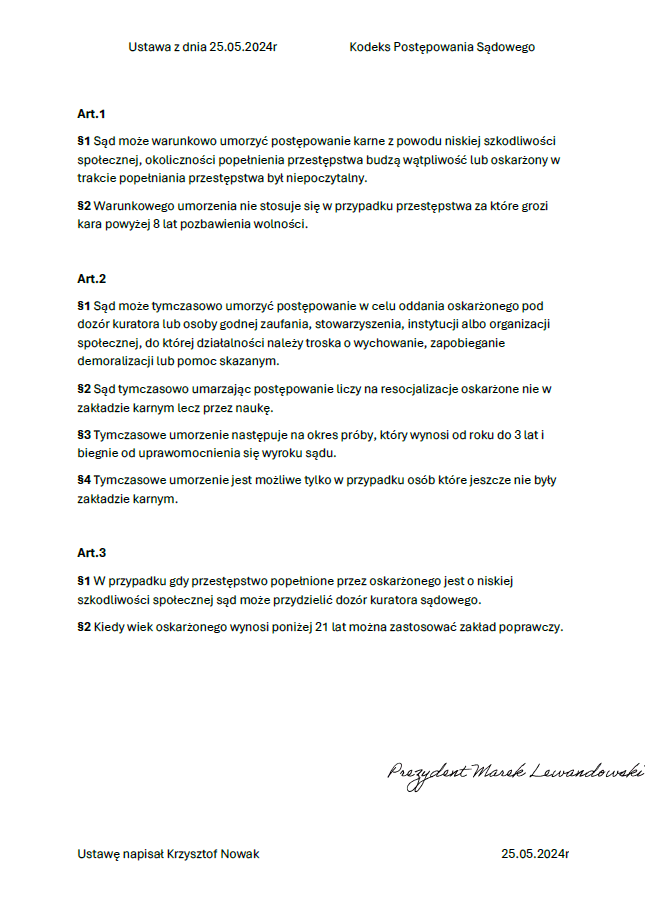 Ustawa z dnia 25.05.2024r Kodeks Postępowania Sądowego
Art.1
§1 Sąd może warunkowo umorzyć postępowanie karne z powodu niskiej szkodliwości
społecznej, okoliczności popełnienia przestępstwa budzą wątpliwość lub oskarżony w
trakcie popełniania przestępstwa był niepoczytalny.
§2 Warunkowego umorzenia nie stosuje się w przypadku przestępstwa za które grozi
kara powyżej 8 lat pozbawienia wolności.
Art.2
§1 Sąd może tymczasowo umorzyć postępowanie w celu oddania oskarżonego pod
dozór kuratora lub osoby godnej zaufania, stowarzyszenia, instytucji albo organizacji
społecznej, do której działalności należy troska o wychowanie, zapobieganie
demoralizacji lub pomoc skazanym.
§2 Sąd tymczasowo umarzając postępowanie liczy na resocjalizacje oskarżone nie w
zakładzie karnym lecz przez naukę.
§3 Tymczasowe umorzenie następuje na okres próby, który wynosi od roku do 3 lat i
biegnie od uprawomocnienia się wyroku sądu.
§4 Tymczasowe umorzenie jest możliwe tylko w przypadku osób które jeszcze nie były
zakładzie karnym.
Art.3
§1 W przypadku gdy przestępstwo popełnione przez oskarżonego jest o niskiej
szkodliwości społecznej sąd może przydzielić dozór kuratora sądowego.
§2 Kiedy wiek oskarżonego wynosi poniżej 21 lat można zastosować zakład poprawczy.
Prezydent Marek Lewandowski
Ustawę napisał Krzysztof Nowak 25.05.2024r